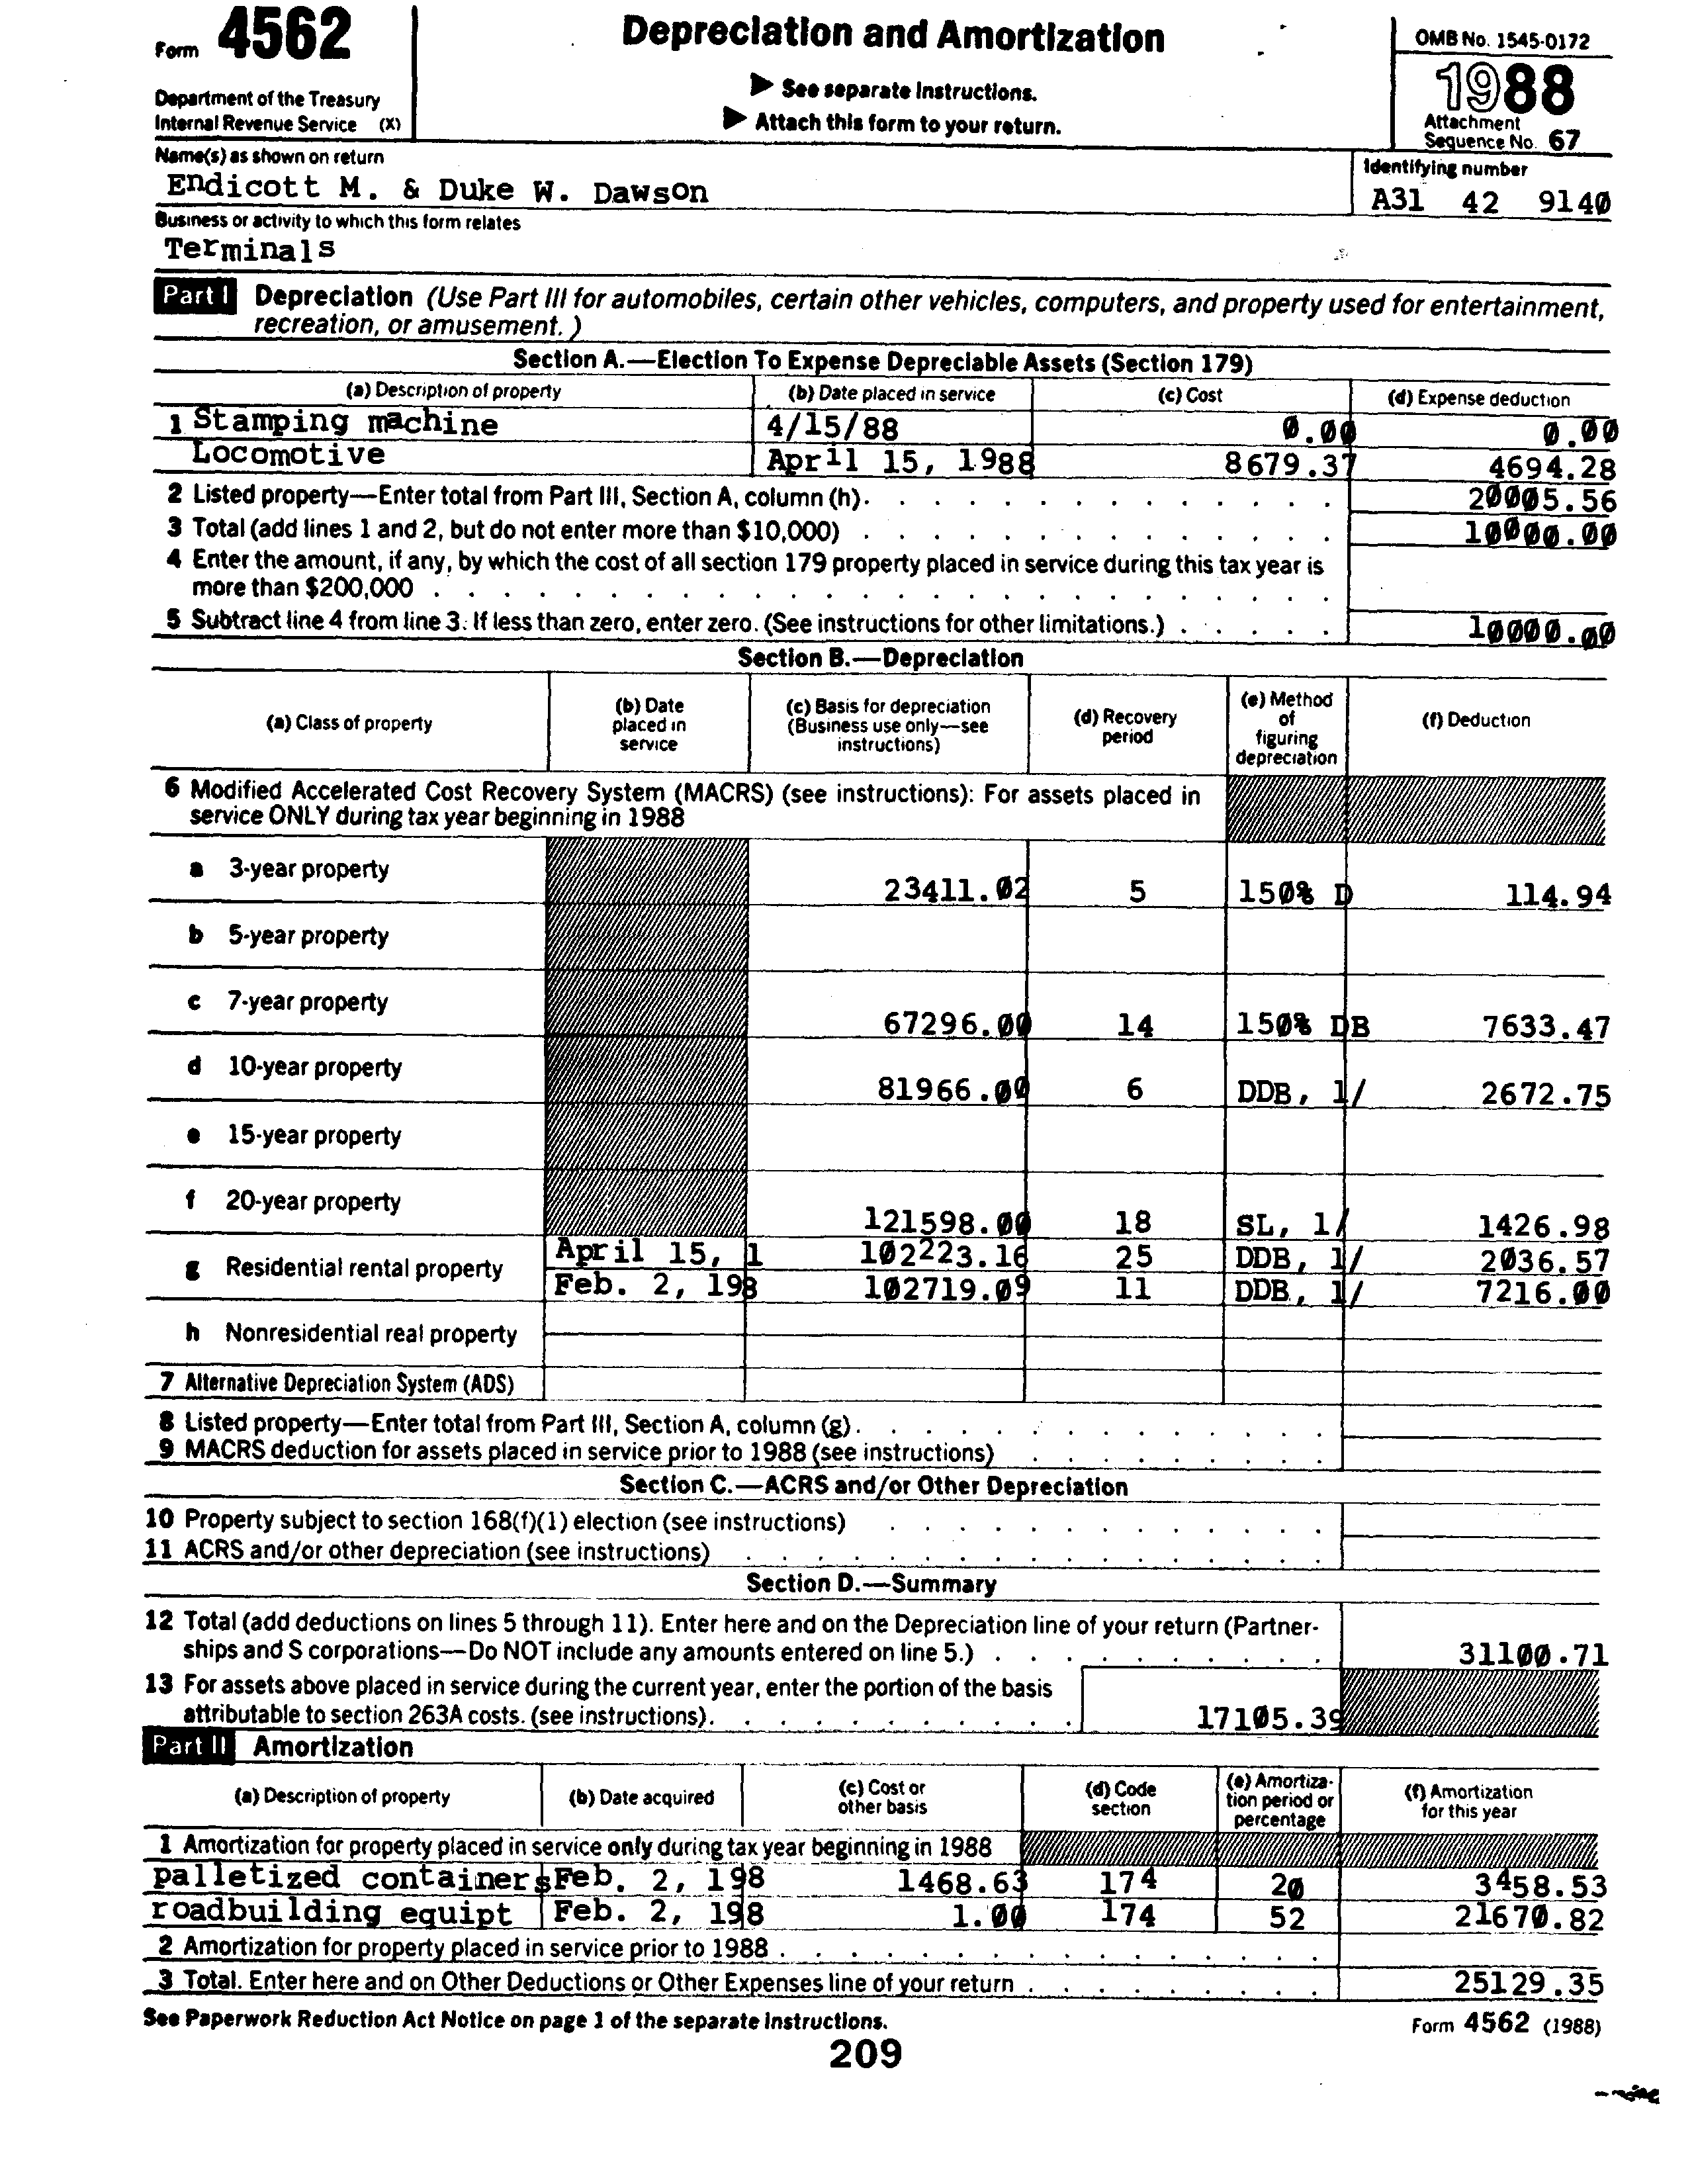 Form 4562
Department of the Treasury
Internal Revenue Service (X)
Depreciation and Amortization
▶ See separate Instructions.
▶ Attach this form to your return.
OMB No. 1545-0172
1988
Attachment
Sequence No. 67
Name(s) as shown on return
Endicott M. & Duke W. Dawson
Identifying number
A31 42 9140
Business or activity to which this form relates
Terminals
Part I Depreciation (Use Part III for automobiles, certain other vehicles, computers, and property used for entertainment,
recreation, or amusement.)
Section A.—Election To Expense Depreciable Assets (Section 179)
(a) Description of property (b) Date placed in service (c) Cost (d) Expense deduction
1 Stamping machine 4/15/88 0.00 0.00
Locomotive April 15, 1988 8679.37 4694.28
2 Listed property—Enter total from Part III, Section A, column (h). 20005.56
3 Total (add lines 1 and 2, but do not enter more than $10,000) 10000.00
4 Enter the amount, if any, by which the cost of all section 179 property placed in service during this tax year is
more than $200,000
5 Subtract line 4 from line 3. If less than zero, enter zero. (See instructions for other limitations.) 10000.00
Section B.—Depreciation
(a) Class of property (b) Date placed in service (c) Basis for depreciation (Business use only—see instructions) (d) Recovery period (e) Method of figuring depreciation (f) Deduction
6 Modified Accelerated Cost Recovery System (MACRS) (see instructions): For assets placed in
service ONLY during tax year beginning in 1988
a 3-year property 23411.02 5 150% D 114.94
b 5-year property
c 7-year property 67296.00 14 150% DB 7633.47
d 10-year property 81966.00 6 DDB, 1/ 2672.75
e 15-year property
f 20-year property 121598.00 18 SL, 1/ 1426.98
g Residential rental property April 15, 1 102223.16 25 DDB, 1/ 2036.57
Feb. 2, 198 102719.09 11 DDB, 1/ 7216.00
h Nonresidential real property
7 Alternative Depreciation System (ADS)
8 Listed property—Enter total from Part III, Section A, column (g).
9 MACRS deduction for assets placed in service prior to 1988 (see instructions)
Section C.—ACRS and/or Other Depreciation
10 Property subject to section 168(f)(1) election (see instructions)
11 ACRS and/or other depreciation (see instructions)
Section D.—Summary
12 Total (add deductions on lines 5 through 11). Enter here and on the Depreciation line of your return (Partner-
ships and S corporations—Do NOT include any amounts entered on line 5.) 31100.71
13 For assets above placed in service during the current year, enter the portion of the basis
attributable to section 263A costs. (see instructions). 17105.39
Part II Amortization
(a) Description of property (b) Date acquired (c) Cost or other basis (d) Code section (e) Amortiza-tion period or percentage (f) Amortization for this year
1 Amortization for property placed in service only during tax year beginning in 1988
palletized containers Feb. 2, 198 1468.63 174 20 3458.53
roadbuilding equipt Feb. 2, 198 1.00 174 52 21670.82
2 Amortization for property placed in service prior to 1988
3 Total. Enter here and on Other Deductions or Other Expenses line of your return 25129.35
See Paperwork Reduction Act Notice on page 1 of the separate Instructions.
Form 4562 (1988)
209